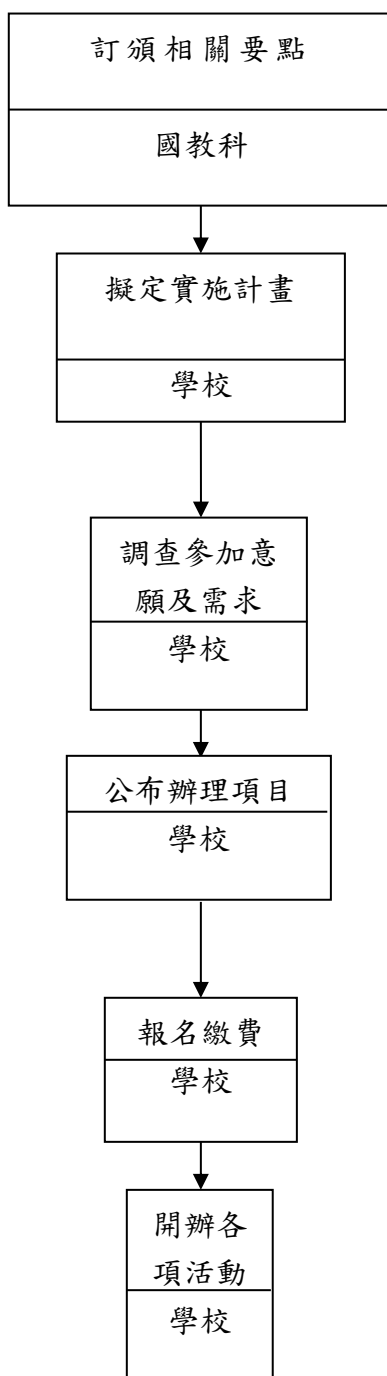 訂頒相關要點
國教科
擬定實施計畫
學校
調查參加意
願及需求
學校
公布辦理項目
學校
報名繳費
學校
開辦各
項活動
學校